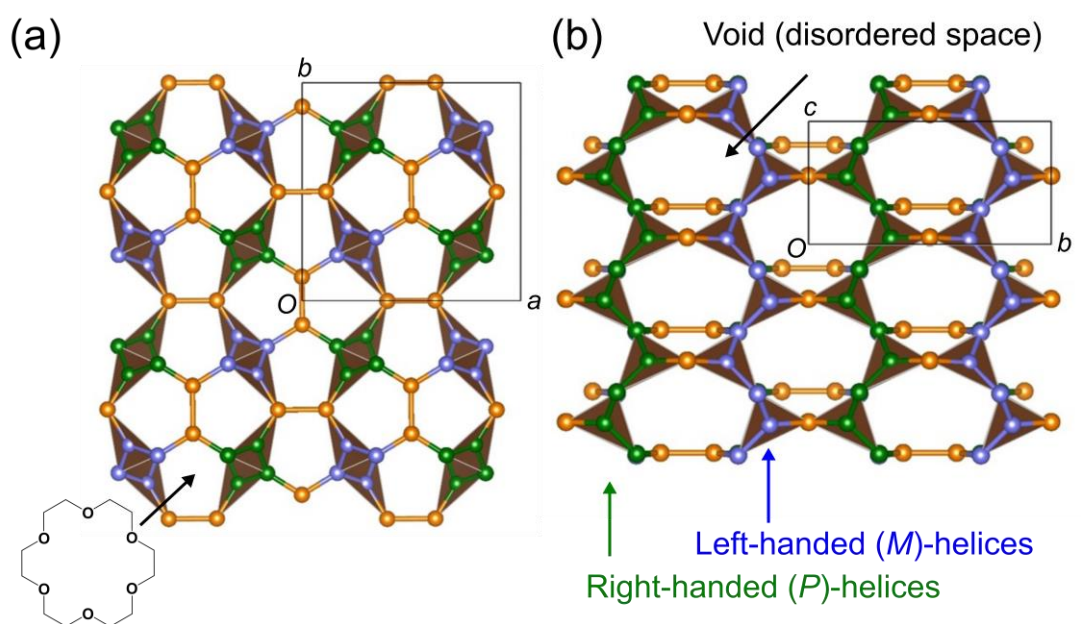 (a)
b
O
a
O
O
O
O
O
O
(b)
Void (disordered space)
c
O
b
Left-handed (M)-helices
Right-handed (P)-helices